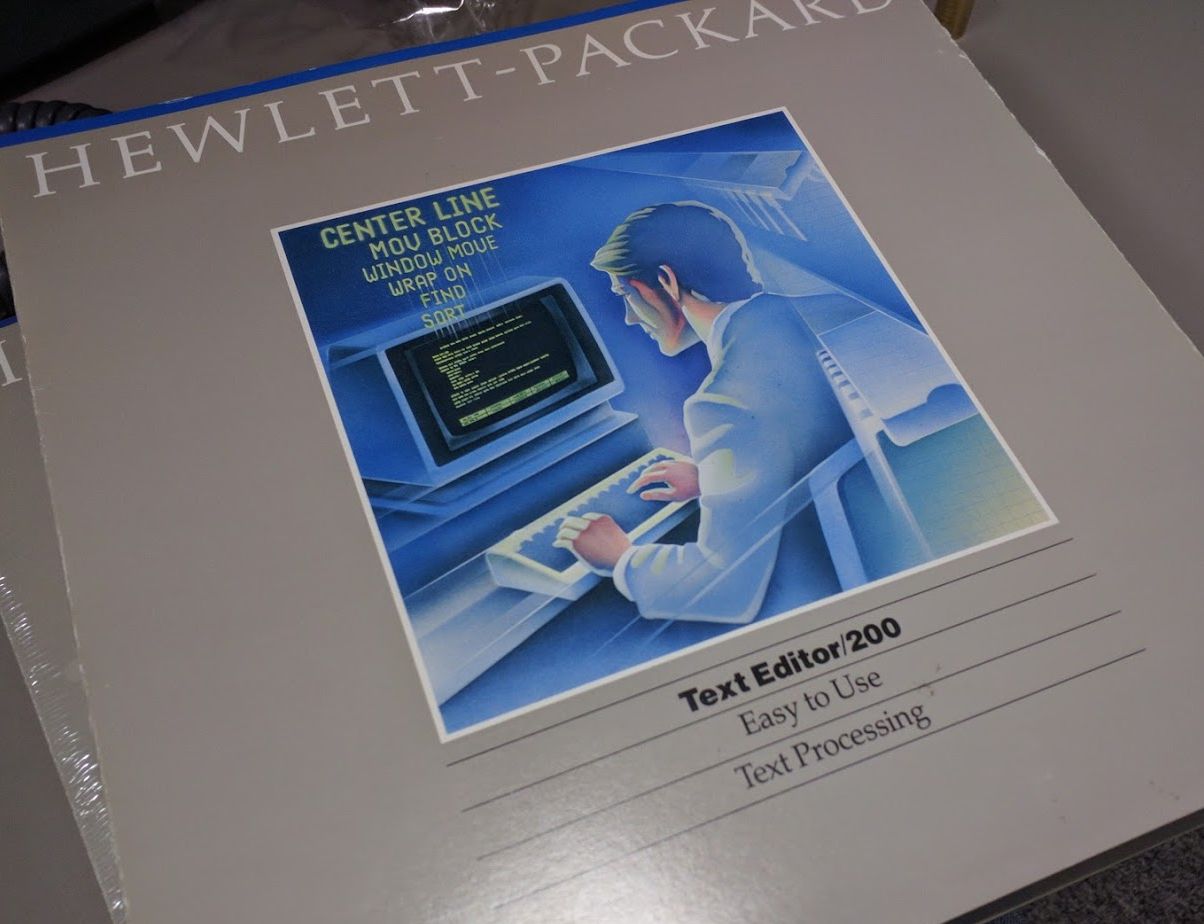 HEWLETT-PACKARD
CENTER LINE
MOV BLOCK
WINDOW MOVE
WRAP ON
FIND
SORT
Text Editor/200
Easy to Use
Text Processing